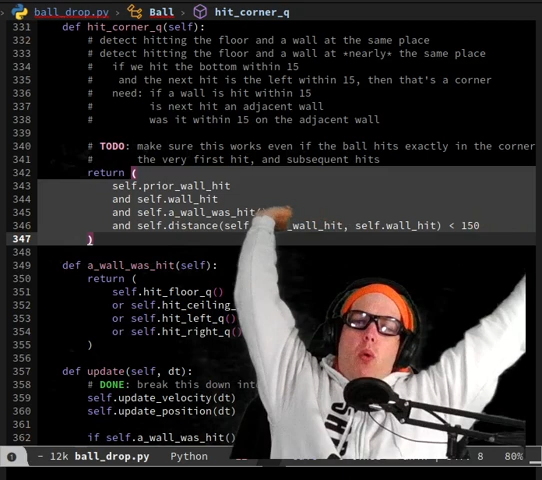 ball_drop.py > Ball > hit_corner_q
331 def hit_corner_q(self):
332 # detect hitting the floor and a wall at the same place
333 # detect hitting the floor and a wall at *nearly* the same place
334 # if we hit the bottom within 15
335 # and the next hit is the left within 15, then that's a corner
336 # need: if a wall is hit within 15
337 # is next hit an adjacent wall
338 # was it within 15 on the adjacent wall
339
340 # TODO: make sure this works even if the ball hits exactly in the corner
341 # the very first hit, and subsequent hits
342 return (
343 self.prior_wall_hit
344 and self.wall_hit
345 and self.a_wall_was_hit(
346 and self.distance(self _wall_hit, self.wall_hit) < 150
347 )
348
349 def a_wall_was_hit(self):
350 return (
351 self.hit_floor_q()
352 or self.hit_ceiling_
353 or self.hit_left_q()
354 or self.hit_right_q()
355 )
356
357 def update(self, dt):
358 # DONE: break this down int
359 self.update_velocity(dt)
360 self.update_position(dt)
361
362 if self.a_wall_was_hit()
- 12k ball_drop.py Python 8 80%